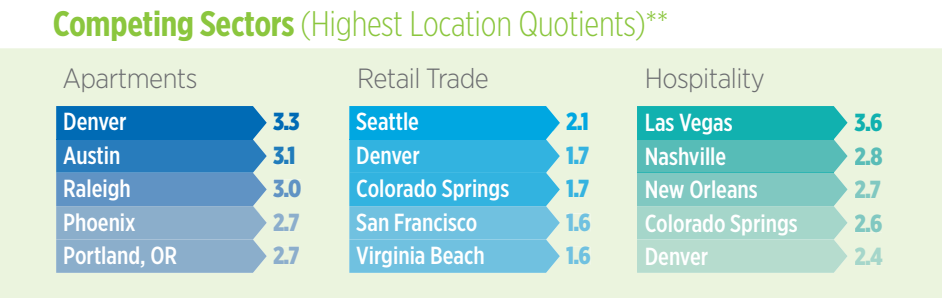 Competing Sectors (Highest Location Quotients)**
Apartments
Denver 3.3
Austin 3.1
Raleigh 3.0
Phoenix 2.7
Portland, OR 2.7
Retail Trade
Seattle 2.1
Denver 1.7
Colorado Springs 1.7
San Francisco 1.6
Virginia Beach 1.6
Hospitality
Las Vegas 3.6
Nashville 2.8
New Orleans 2.7
Colorado Springs 2.6
Denver 2.4